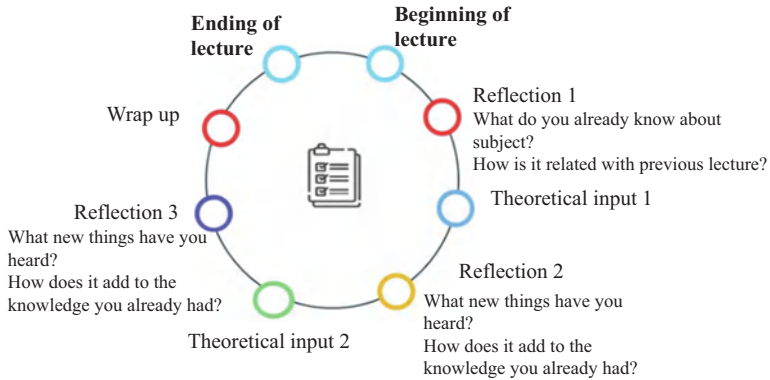 Beginning of
lecture
Reflection 1
What do you already know about
subject?
How is it related with previous lecture?
Theoretical input 1
Reflection 2
What new things have you
heard?
How does it add to the
knowledge you already had?
Theoretical input 2
Reflection 3
What new things have you
heard?
How does it add to the
knowledge you already had?
Wrap up
Ending of
lecture